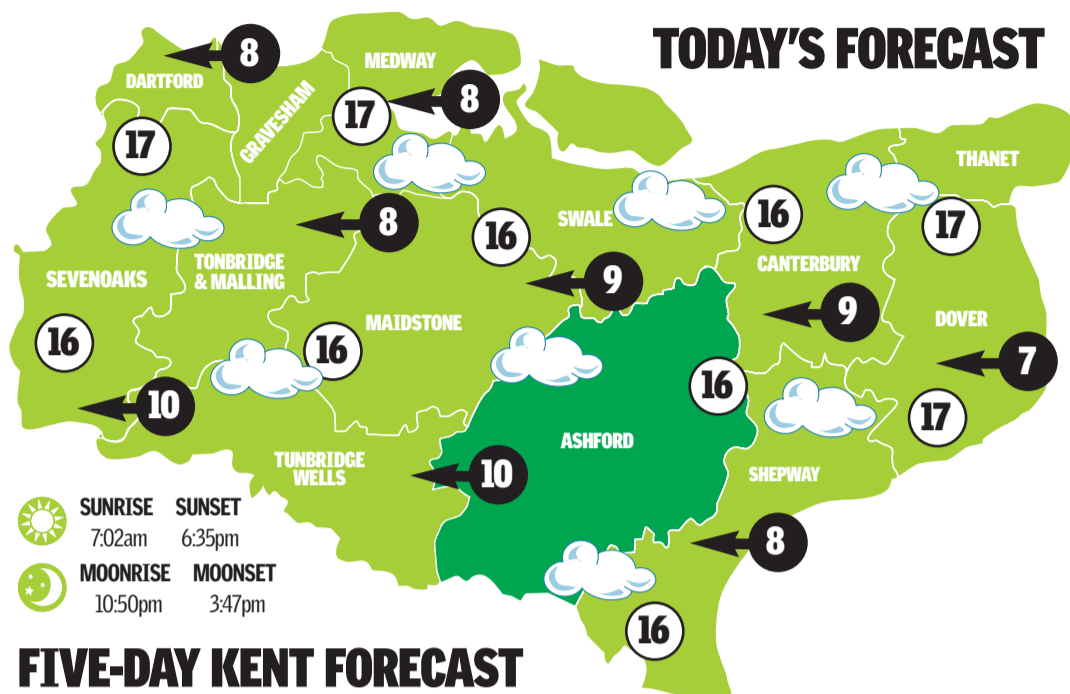 TODAY'S FORECAST
8
DARTFORD
MEDWAY
GRAVESHAM
17
8
17
THANET
8
16
SWALE
16
17
SEVENOAKS
TONBRIDGE
& MALLING
CANTERBURY
9
9
MAIDSTONE
DOVER
16
16
7
16
10
17
ASHFORD
TUNBRIDGE
WELLS
10
SHEPWAY
8
16
SUNRISE SUNSET
7:02am 6:35pm
MOONRISE MOONSET
10:50pm 3:47pm
FIVE-DAY KENT FORECAST